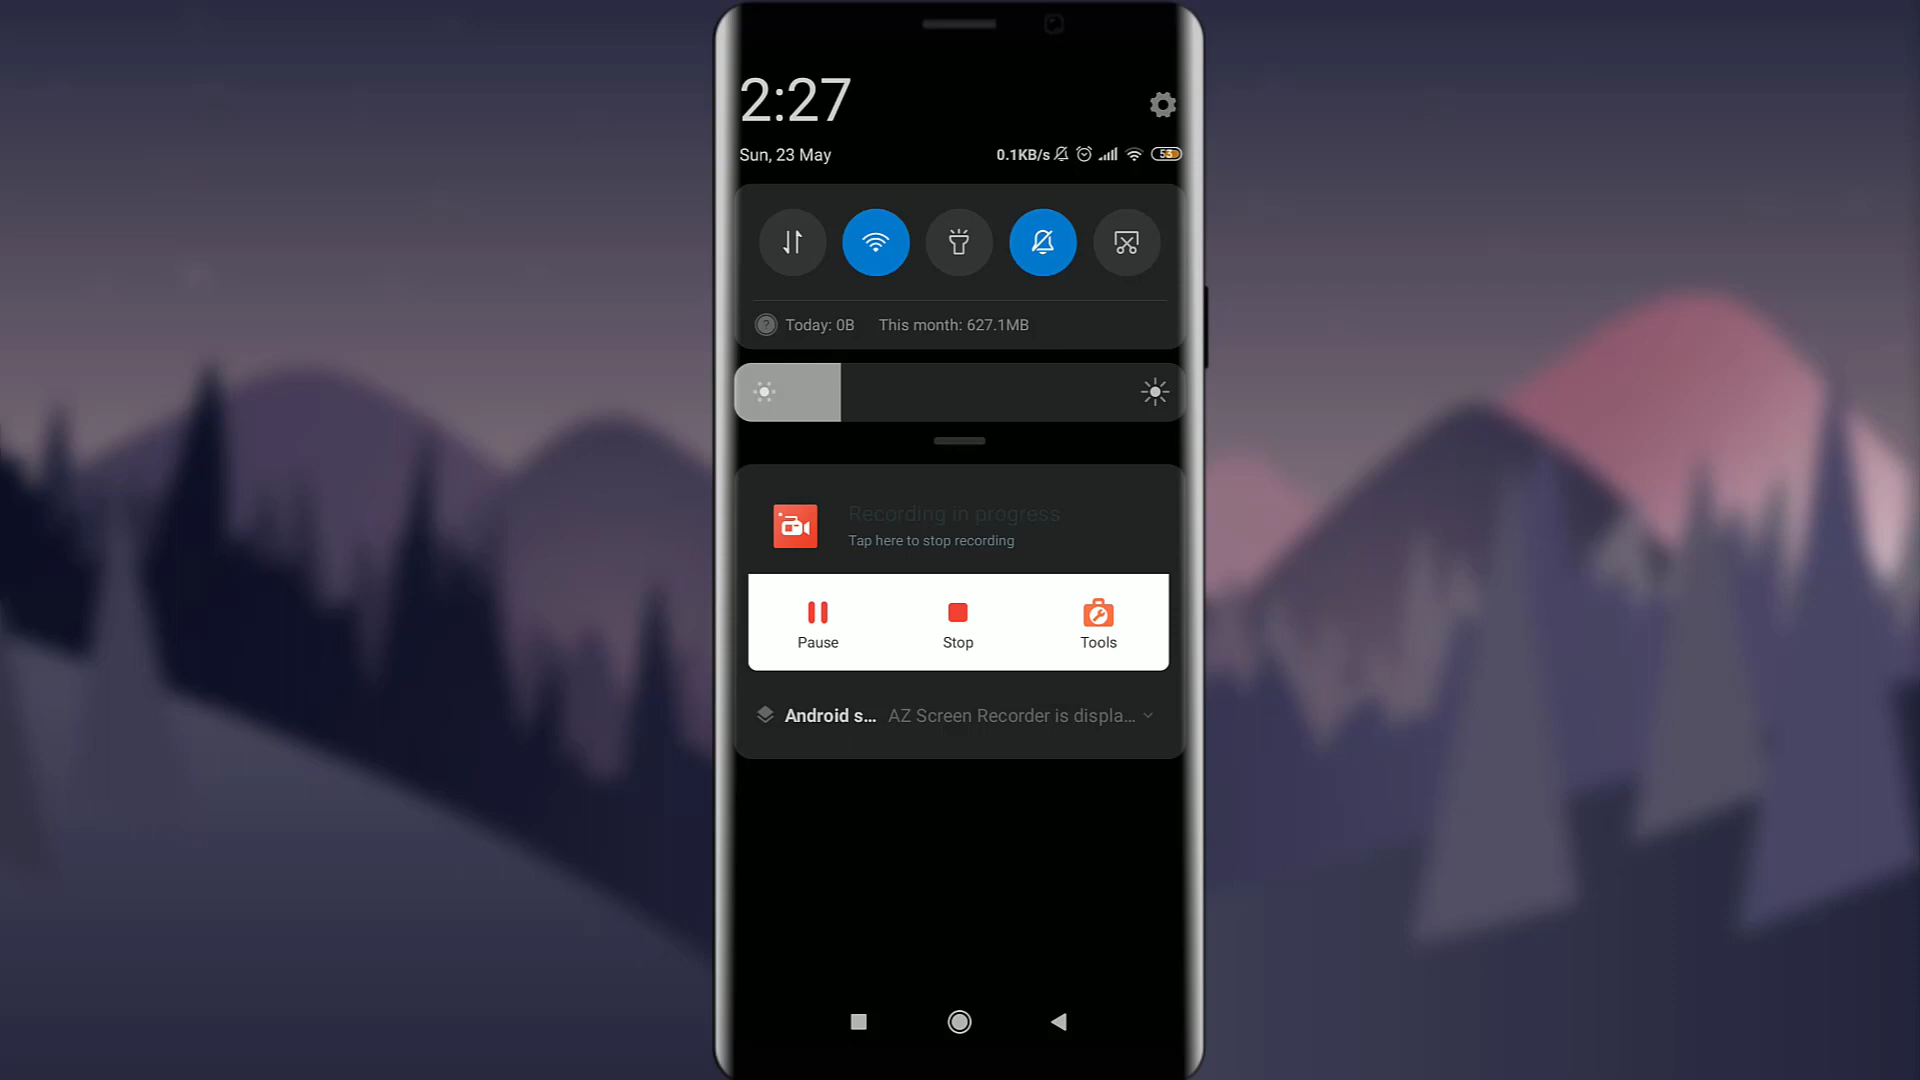 2:27
Sun, 23 May
0.1KB/s
53
Today: 0B This month: 627.1MB
Recording in progress
Tap here to stop recording
Pause Stop Tools
Android s... AZ Screen Recorder is displa...